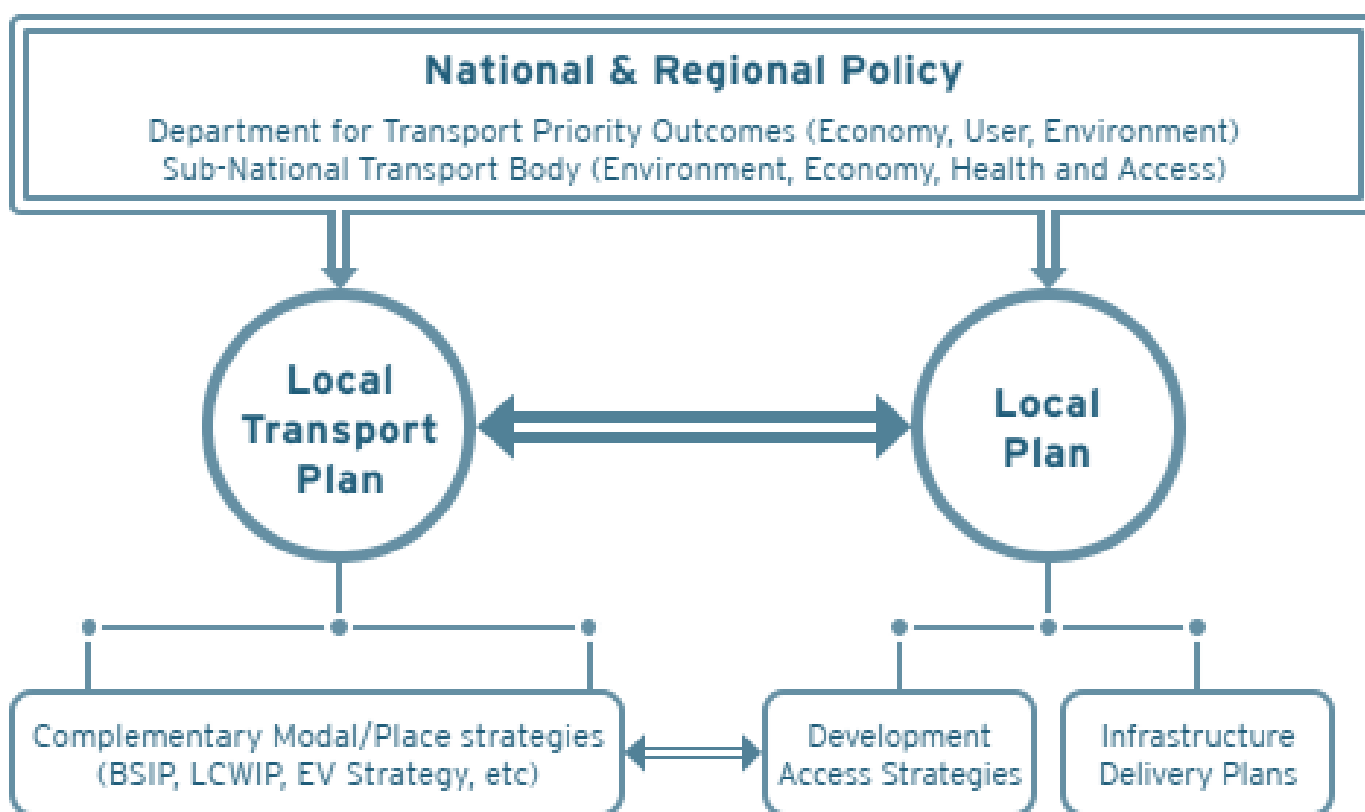 National & Regional Policy
Department for Transport Priority Outcomes (Economy, User, Environment)
Sub-National Transport Body (Environment, Economy, Health and Access)
Local
Transport
Plan
Local
Plan
Complementary Modal/Place strategies
(BSIP, LCWIP, EV Strategy, etc)
Development
Access Strategies
Infrastructure
Delivery Plans